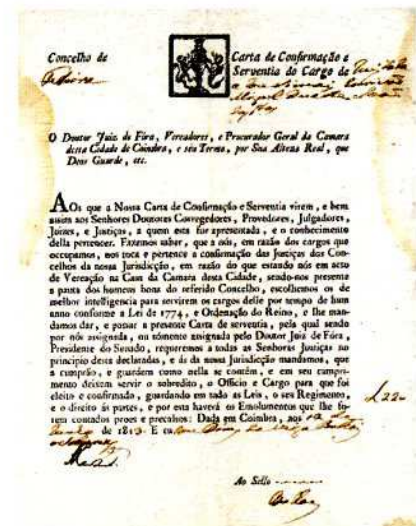 Concelho de
Carta de Confirmação e
Serventia do Cargo de
O Doutor Juiz de Fóra, Vereadores, e Procurador Geral da Camara
desta Cidade de Coimbra, e seu Termo, por Sua Alteza Real, que
Deos Guarde, etc.
AOs que a Nossa Carta de Confirmação e Serventia virem, e bem
assim aos Senhores Doutores Corregedores, Provedores, Julgadores,
Juizes, e Justiças, a quem esta for apresentada, e o conhecimento
della pertencer. Fazemos saber, que a nós, em razão dos cargos que
occupamos, nos toca e pertence a confirmação das Justiças dos Con-
celhos da nossa Jurisdicção, em razão do que estando nós em acto
de Vereação na Casa da Camara desta Cidade, sendo-nos presente
a pauta dos homens bons do referido Concelho, escolhemos os de
melhor intelligencia para servirem os cargos delle por tempo de hum
anno conforme a Lei de 1774, e Ordenação do Reino, e lhe man-
damos dar, e passar a presente Carta de serventia, pela qual sendo
por nós assignada, ou sómente assignada pelo Doutor Juiz de Fóra,
Presidente do Senado, requeremos a todas as Senhoras Justiças no
principio desta declaradas, e ás da nossa Jurisdicção mandamos, que
a cumprão, e guardem como nella se contém, e em seu cumpri-
mento deixem servir o sobredito, o Officio e Cargo para que foi
eleito e confirmado, guardando em tudo as Leis, o seu Regimento,
e o direito ás partes, e por esta haverá os Emolumentos que lhe fo-
rem contados próes e precalços: Dada em Coimbra, aos
de 181 E eu
Ao Sello